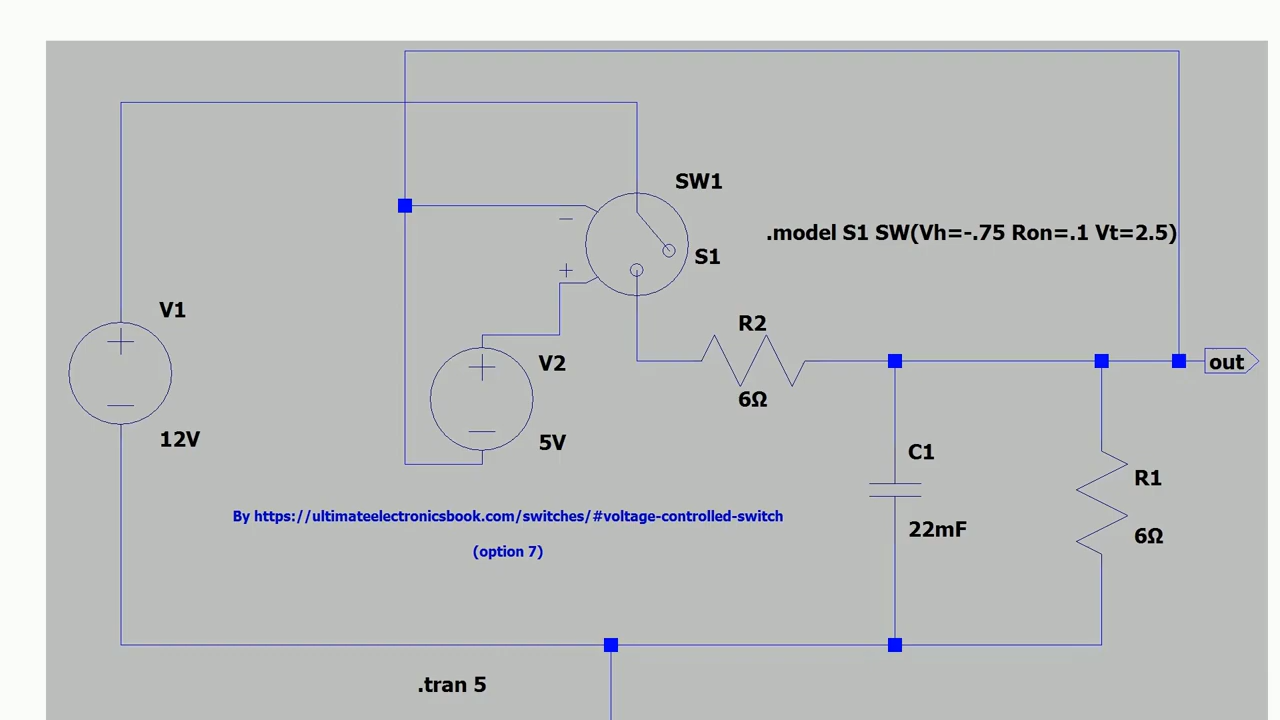 SW1
.model S1 SW(Vh=-.75 Ron=.1 Vt=2.5)
S1
V1
R2
V2
out
6Ω
12V
5V
C1
R1
By https://ultimateelectronicsbook.com/switches/#voltage-controlled-switch
22mF
6Ω
(option 7)
.tran 5